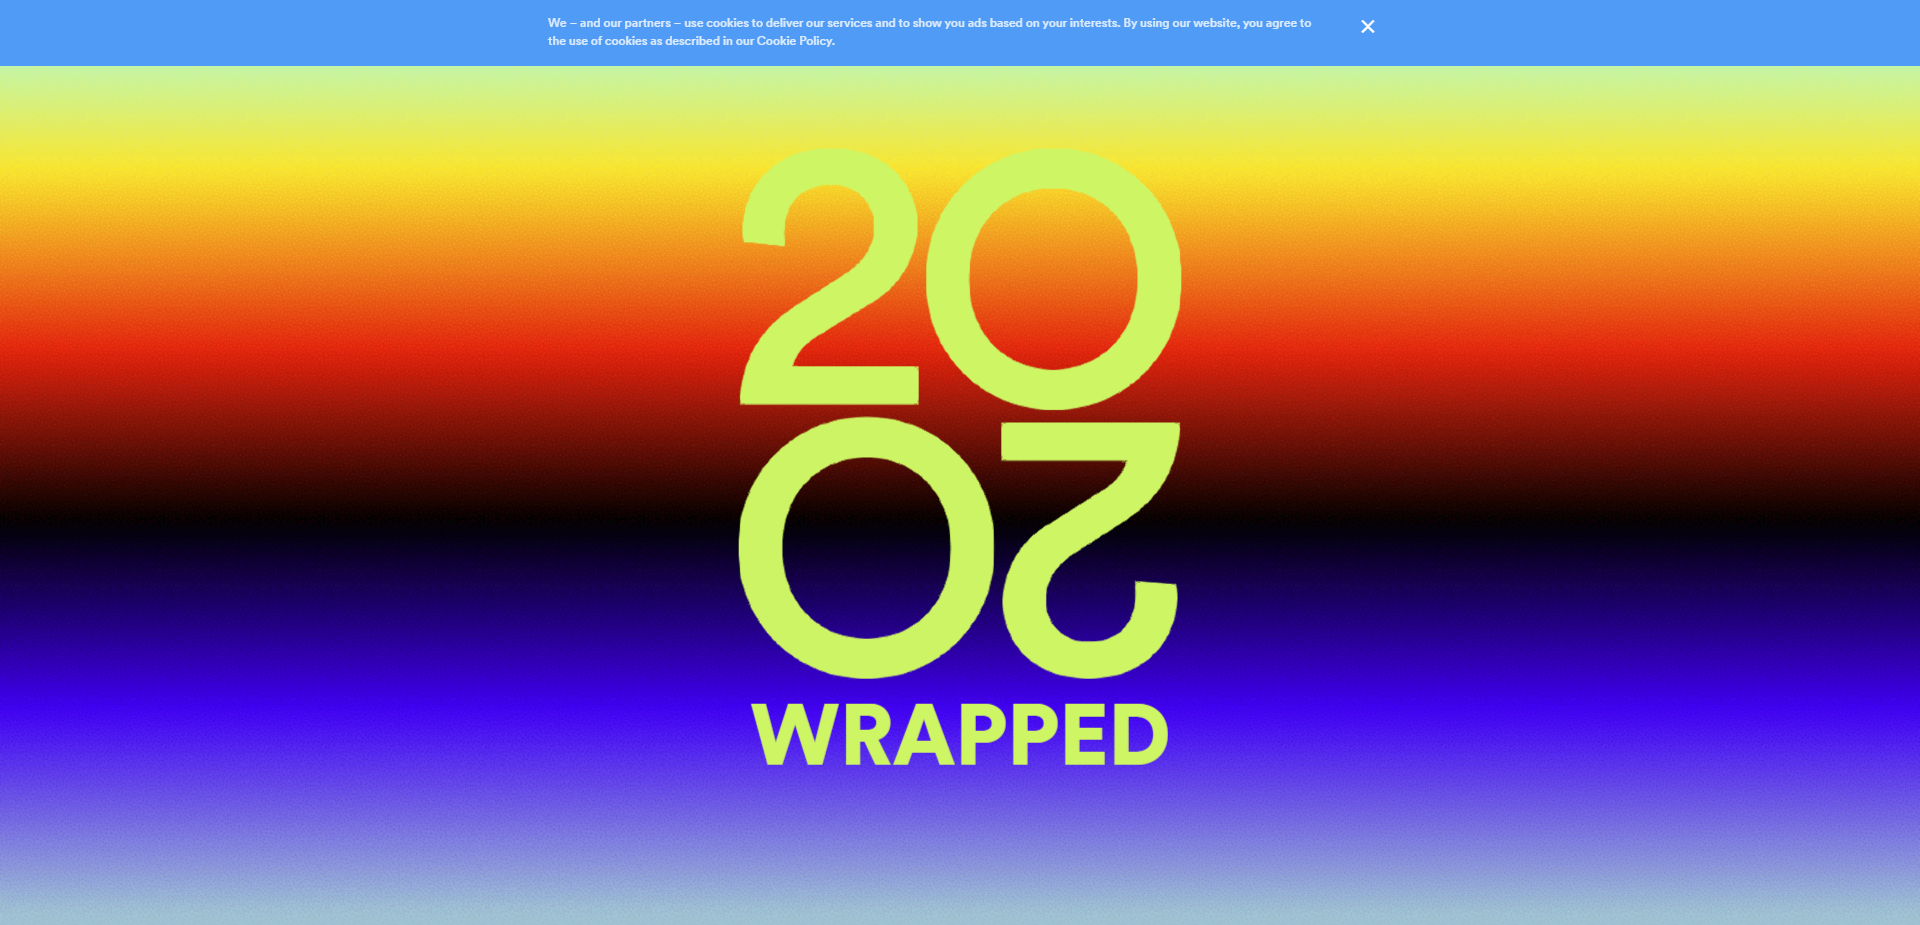 We – and our partners – use cookies to deliver our services and to show you ads based on your interests. By using our website, you agree to
the use of cookies as described in our Cookie Policy.
20
02
WRAPPED